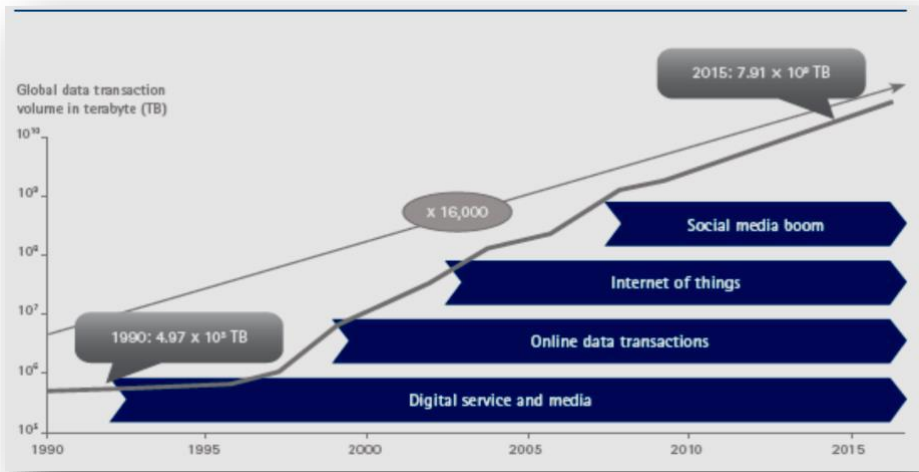 Global data transaction
volume in terabyte (TB)
2015: 7.91 × 10⁹ TB
10¹⁰
10⁹
x 16,000
Social media boom
10⁸
Internet of things
10⁷
1990: 4.97 x 10⁵ TB
Online data transactions
10⁶
Digital service and media
10⁵
1990 1995 2000 2005 2010 2015